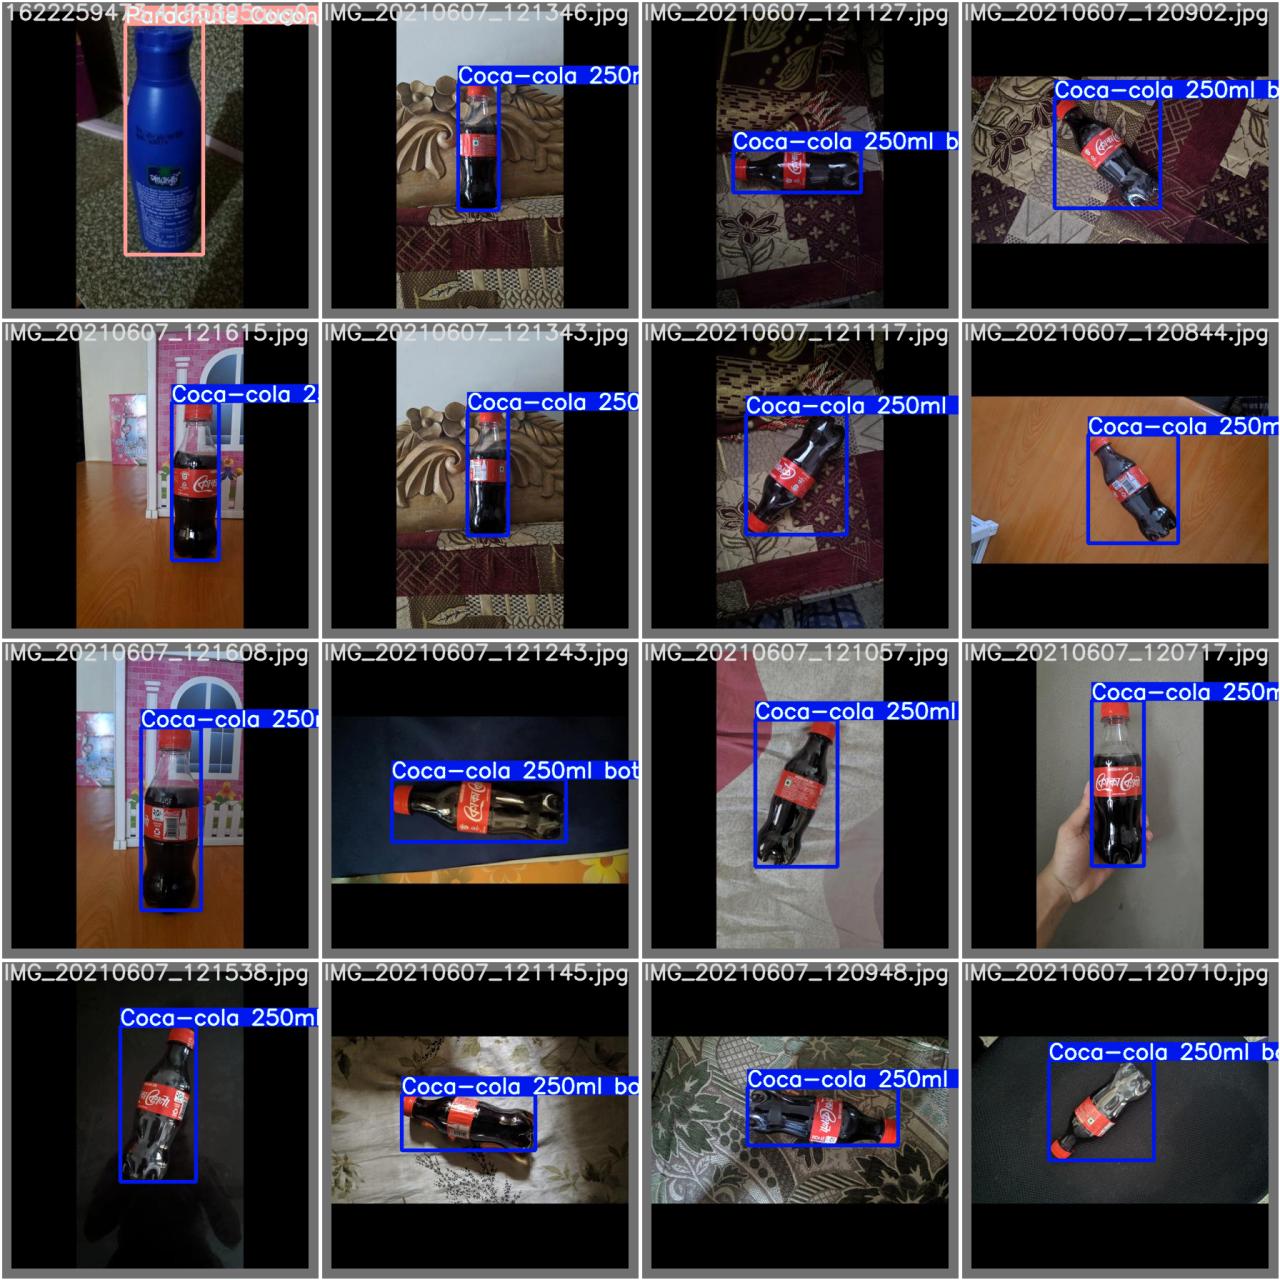 Parachute Cocon
IMG_20210607_121346.jpg
Coca-cola 250
IMG_20210607_121127.jpg
Coca-cola 250ml b
IMG_20210607_120902.jpg
Coca-cola 250ml b
IMG_20210607_121615.jpg
Coca-cola 2
IMG_20210607_121343.jpg
Coca-cola 250
IMG_20210607_121117.jpg
Coca-cola 250ml
IMG_20210607_120844.jpg
Coca-cola 250m
IMG_20210607_121608.jpg
Coca-cola 250
IMG_20210607_121243.jpg
Coca-cola 250ml bot
কোকা কোলা
IMG_20210607_121057.jpg
Coca-cola 250ml
IMG_20210607_120717.jpg
Coca-cola 250m
কোকা কোলা
IMG_20210607_121538.jpg
Coca-cola 250ml
IMG_20210607_121145.jpg
Coca-cola 250ml bo
IMG_20210607_120948.jpg
Coca-cola 250ml
IMG_20210607_120710.jpg
Coca-cola 250ml bo